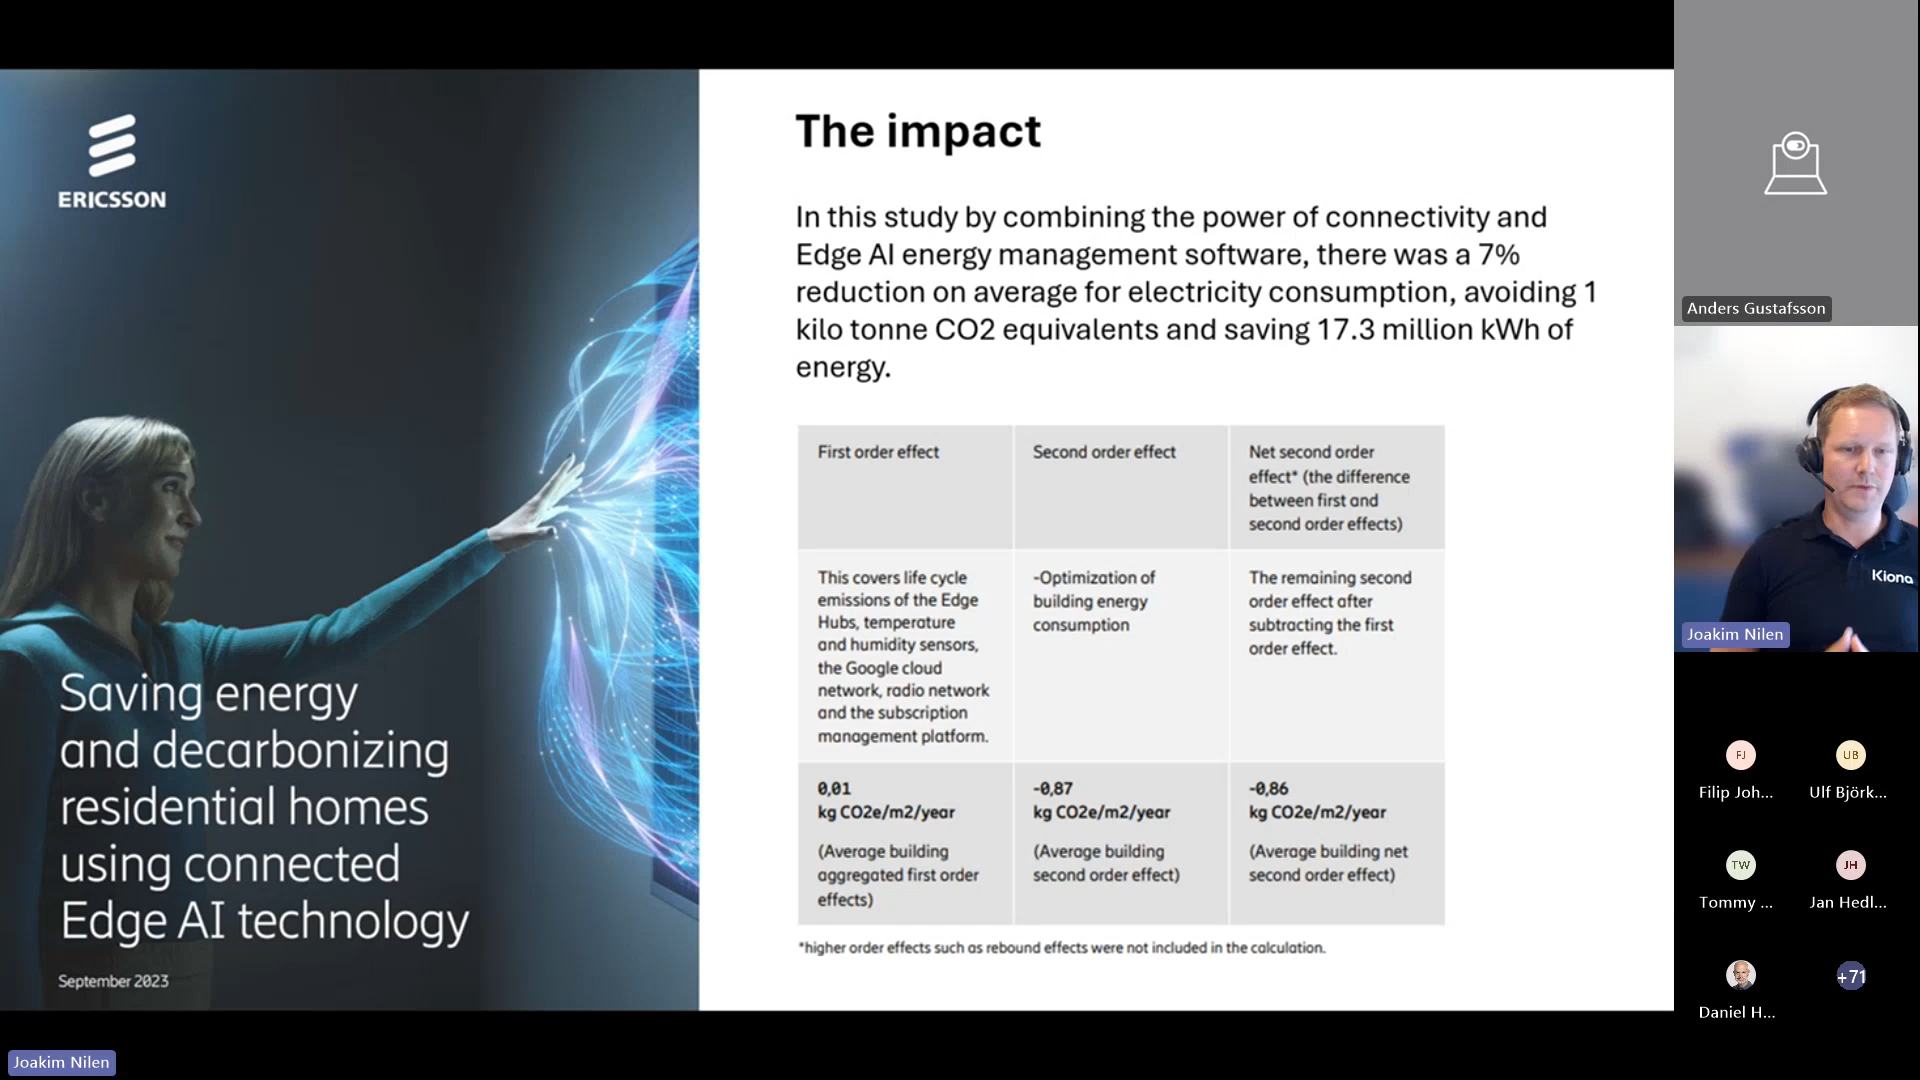 ERICSSON
Saving energy
and decarbonizing
residential homes
using connected
Edge AI technology
September 2023
The impact
In this study by combining the power of connectivity and
Edge AI energy management software, there was a 7%
reduction on average for electricity consumption, avoiding 1
kilo tonne CO2 equivalents and saving 17.3 million kWh of
energy.
First order effect
Second order effect
Net second order
effect* (the difference
between first and
second order effects)
This covers life cycle
emissions of the Edge
Hubs, temperature
and humidity sensors,
the Google cloud
network, radio network
and the subscription
management platform.
-Optimization of
building energy
consumption
The remaining second
order effect after
subtracting the first
order effect.
0,01
kg CO2e/m2/year
(Average building
aggregated first order
effects)
-0,87
kg CO2e/m2/year
(Average building
second order effect)
-0,86
kg CO2e/m2/year
(Average building net
second order effect)
*higher order effects such as rebound effects were not included in the calculation.
Anders Gustafsson
Kiona
Joakim Nilen
FJ
Filip Joh...
UB
Ulf Björk...
TW
Tommy ...
JH
Jan Hedl...
Daniel H...
+71
Joakim Nilen